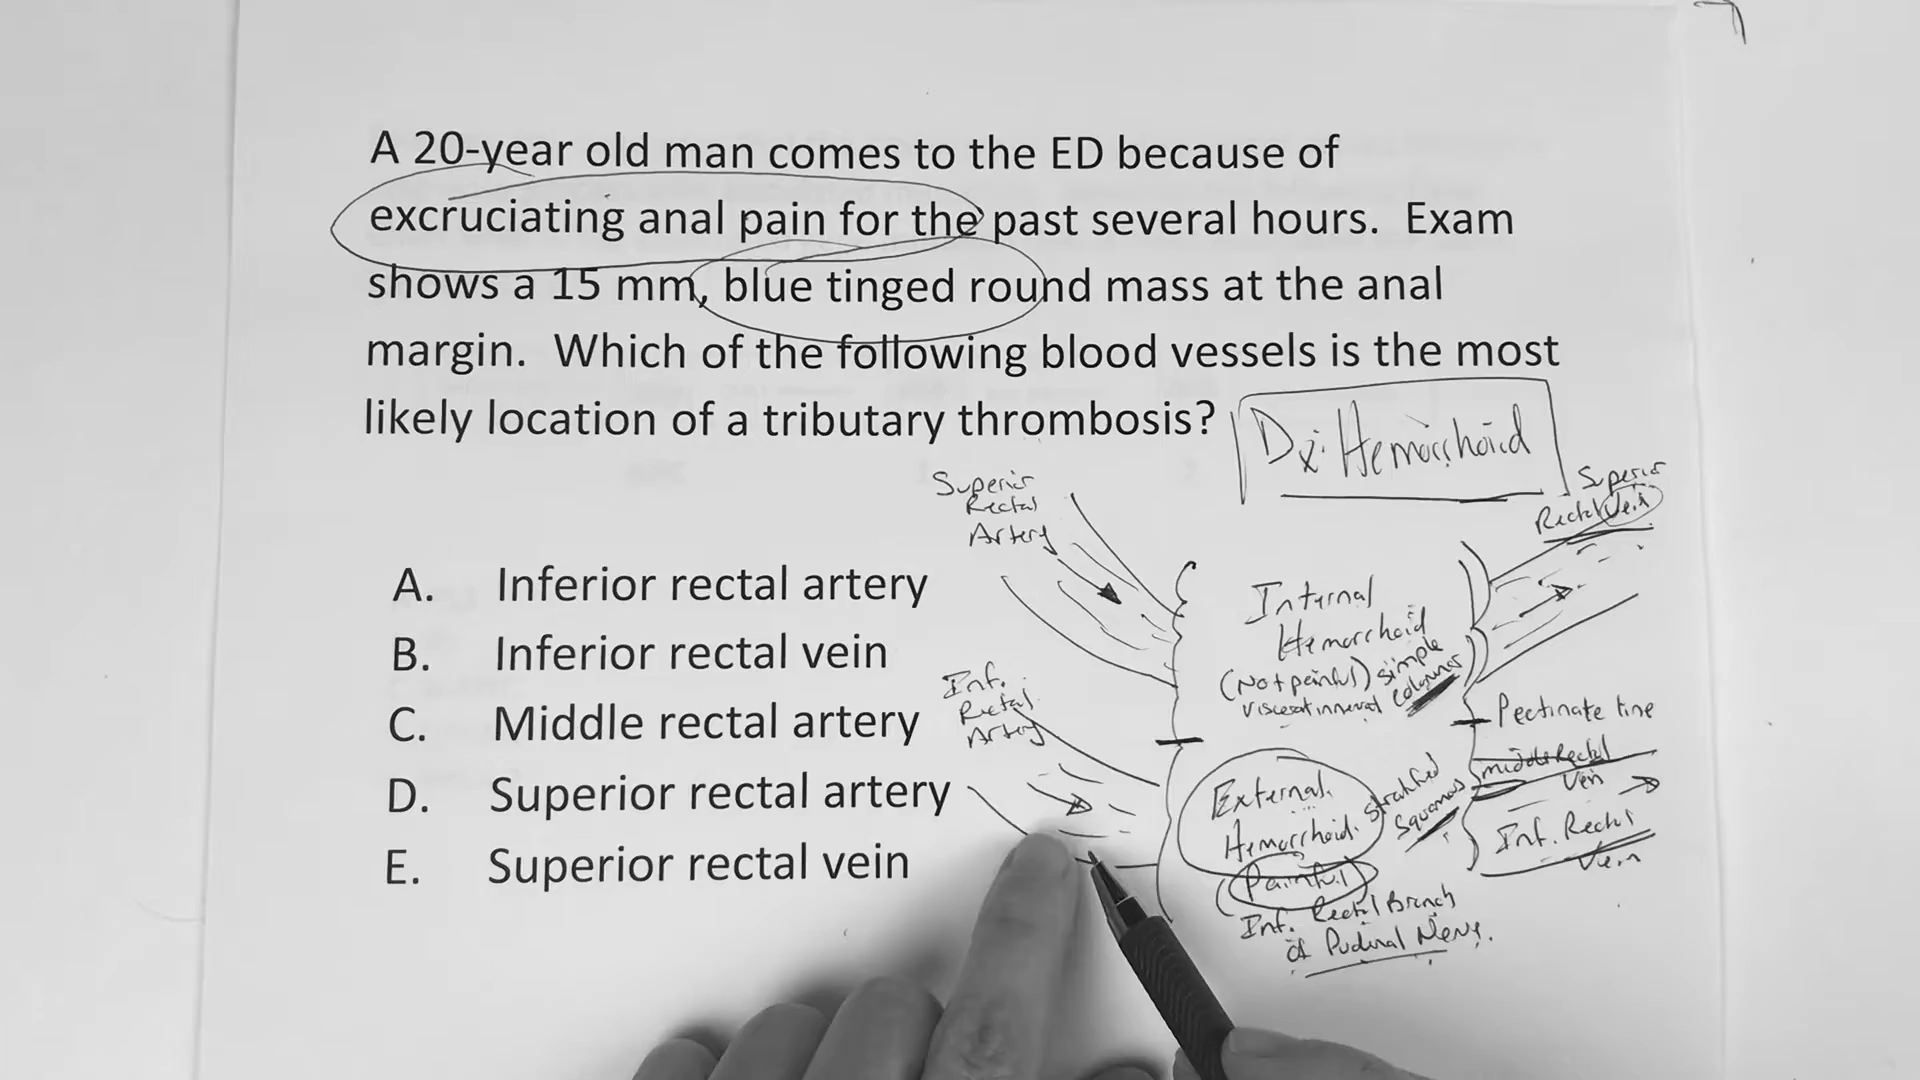 A 20-year old man comes to the ED because of
excruciating anal pain for the past several hours. Exam
shows a 15 mm, blue tinged round mass at the anal
margin. Which of the following blood vessels is the most
likely location of a tributary thrombosis?
Dx: Hemorrhoid
A. Inferior rectal artery
B. Inferior rectal vein
C. Middle rectal artery
D. Superior rectal artery
E. Superior rectal vein
Superior
Rectal
Artery
Inf.
Rectal
Artery
Internal
Hemorrhoid
(Not painful) simple
columnar
External
Hemorrhoid
stratified
squamous
(Painful)
Inf. Rectal Branch
of Pudinal Nerve.
Superior
Rectal Vein
Pectinate line
middle Rectal
Vein
Inf. Rectal
Vein